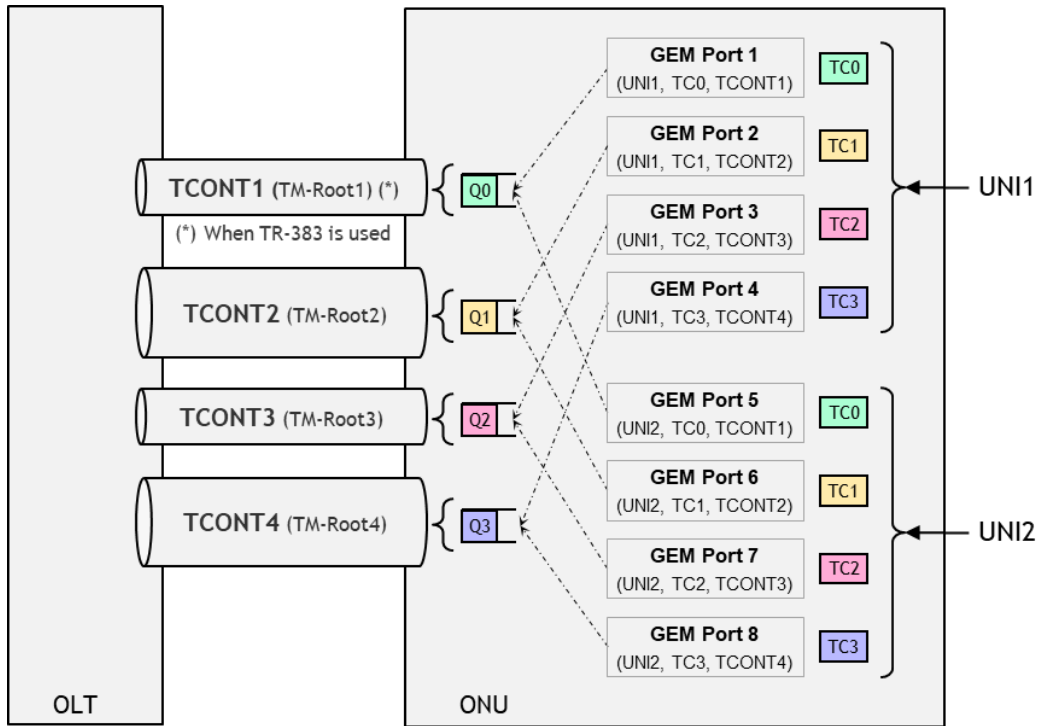 TCONT1 (TM-Root1) (*)
(*) When TR-383 is used
TCONT2 (TM-Root2)
TCONT3 (TM-Root3)
TCONT4 (TM-Root4)
OLT
Q0
Q1
Q2
Q3
ONU
GEM Port 1
(UNI1, TC0, TCONT1)
TC0
GEM Port 2
(UNI1, TC1, TCONT2)
TC1
GEM Port 3
(UNI1, TC2, TCONT3)
TC2
GEM Port 4
(UNI1, TC3, TCONT4)
TC3
UNI1
GEM Port 5
(UNI2, TC0, TCONT1)
TC0
GEM Port 6
(UNI2, TC1, TCONT2)
TC1
GEM Port 7
(UNI2, TC2, TCONT3)
TC2
GEM Port 8
(UNI2, TC3, TCONT4)
TC3
UNI2